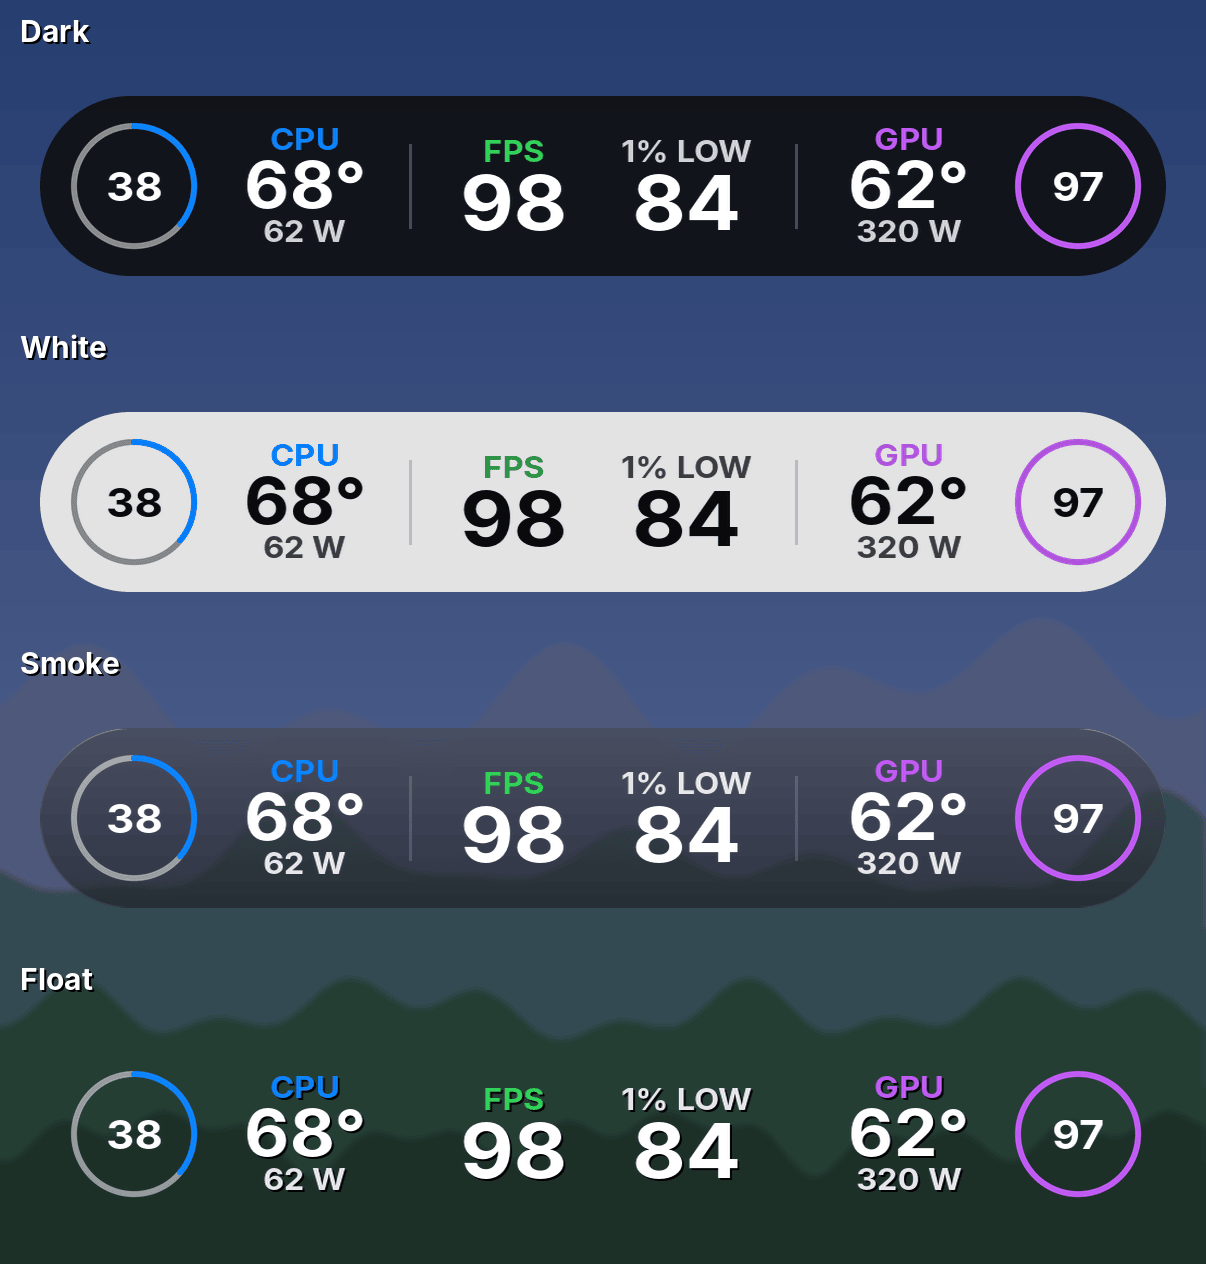 Dark
38
CPU
68°
62 W
FPS
98
1% LOW
84
GPU
62°
320 W
97
White
38
CPU
68°
62 W
FPS
98
1% LOW
84
GPU
62°
320 W
97
Smoke
38
CPU
68°
62 W
FPS
98
1% LOW
84
GPU
62°
320 W
97
Float
38
CPU
68°
62 W
FPS
98
1% LOW
84
GPU
62°
320 W
97